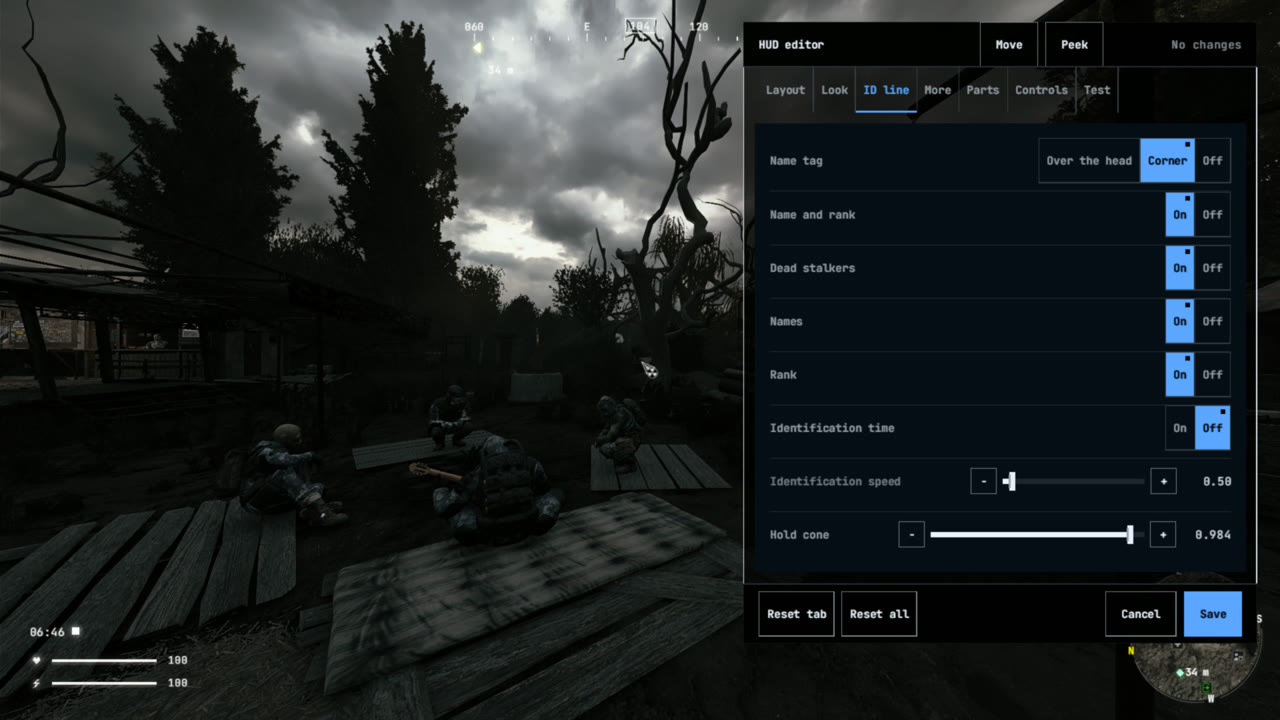 060 E 104 120
34 m
HUD editor Move Peek No changes
Layout Look ID line More Parts Controls Test
Name tag Over the head Corner Off
Name and rank On Off
Dead stalkers On Off
Names On Off
Rank On Off
Identification time On Off
Identification speed - + 0.50
Hold cone - + 0.984
Reset tab Reset all Cancel Save
S
06:46
N
100
34 m
100
W